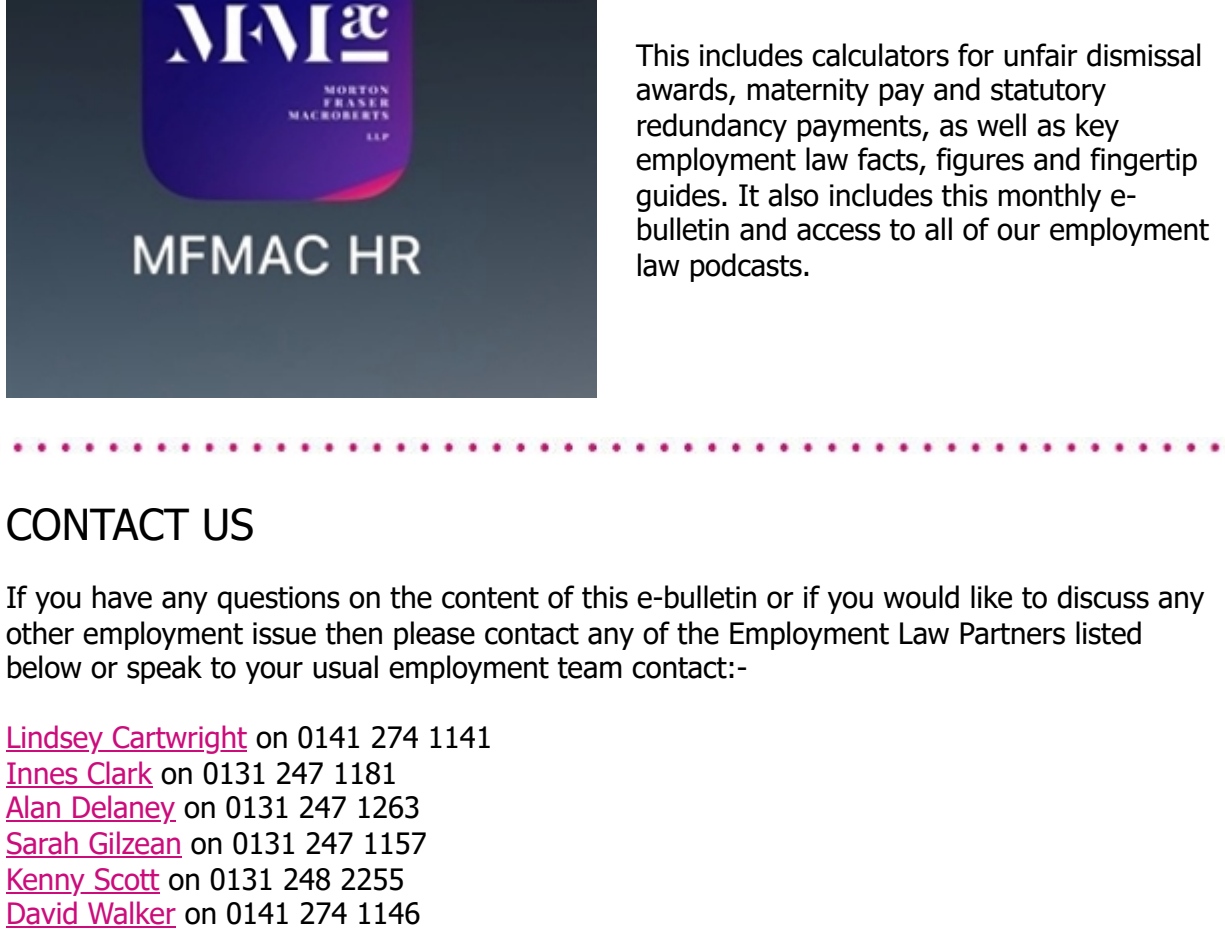 MFMac
MORTON
FRASER
MACROBERTS
LLP
MFMAC HR
This includes calculators for unfair dismissal
awards, maternity pay and statutory
redundancy payments, as well as key
employment law facts, figures and fingertip
guides. It also includes this monthly e-
bulletin and access to all of our employment
law podcasts.
CONTACT US
If you have any questions on the content of this e-bulletin or if you would like to discuss any
other employment issue then please contact any of the Employment Law Partners listed
below or speak to your usual employment team contact:-
Lindsey Cartwright on 0141 274 1141
Innes Clark on 0131 247 1181
Alan Delaney on 0131 247 1263
Sarah Gilzean on 0131 247 1157
Kenny Scott on 0131 248 2255
David Walker on 0141 274 1146